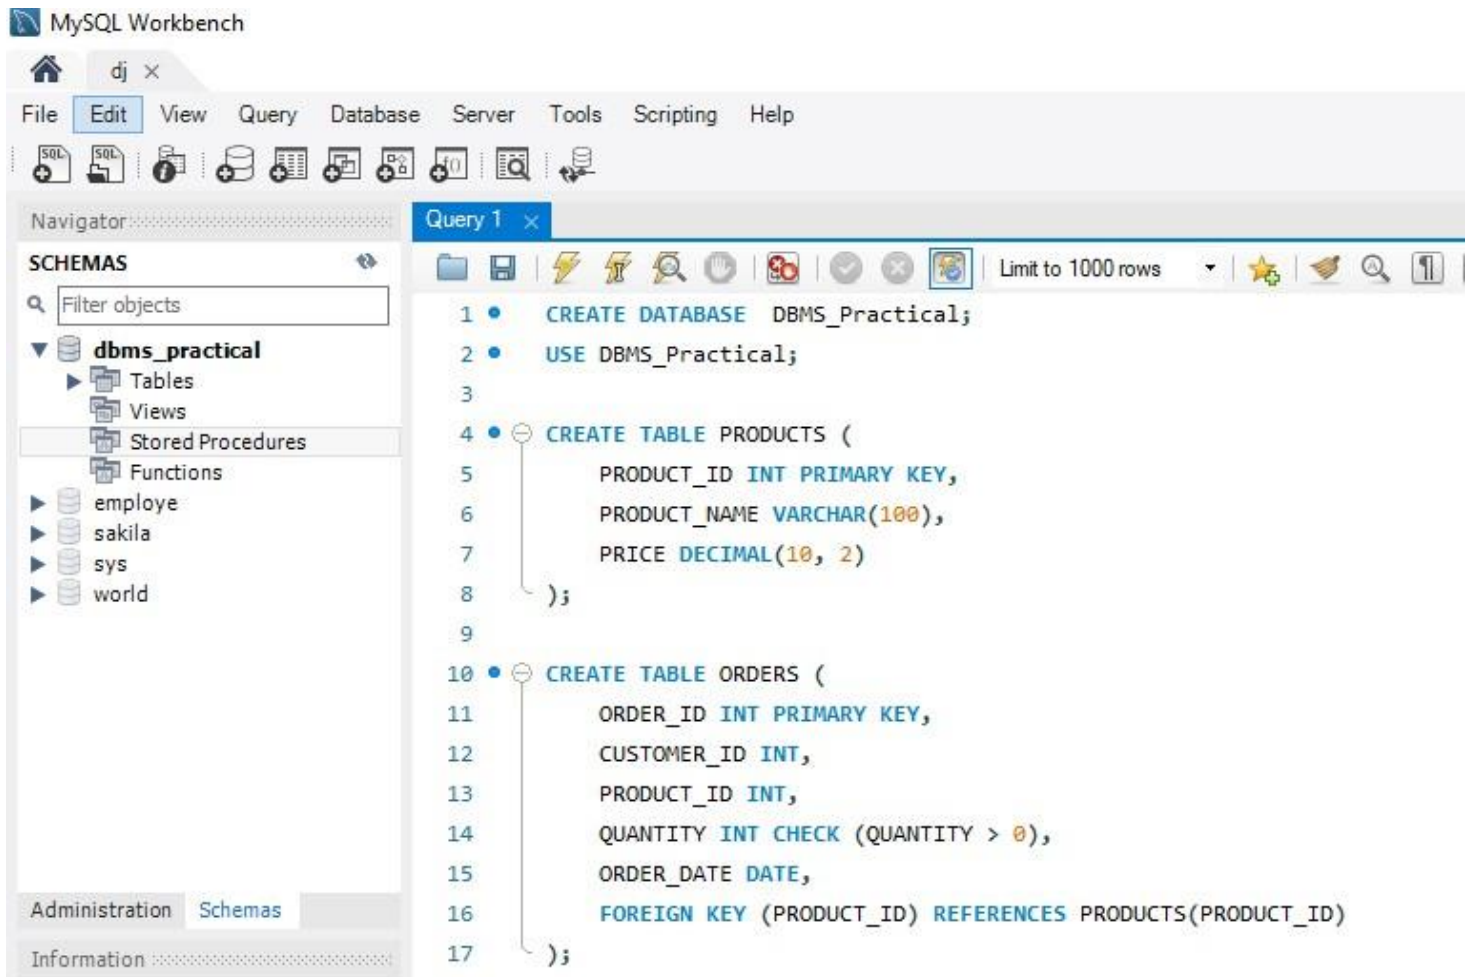 MySQL Workbench
dj
File Edit View Query Database Server Tools Scripting Help
SQL SQL f()
Navigator
Query 1
SCHEMAS
Limit to 1000 rows
Filter objects
dbms_practical
Tables
Views
Stored Procedures
Functions
employe
sakila
sys
world
Administration Schemas
Information
1 CREATE DATABASE  DBMS_Practical;
2 USE DBMS_Practical;
3
4 CREATE TABLE PRODUCTS (
5     PRODUCT_ID INT PRIMARY KEY,
6     PRODUCT_NAME VARCHAR(100),
7     PRICE DECIMAL(10, 2)
8 );
9
10 CREATE TABLE ORDERS (
11     ORDER_ID INT PRIMARY KEY,
12     CUSTOMER_ID INT,
13     PRODUCT_ID INT,
14     QUANTITY INT CHECK (QUANTITY > 0),
15     ORDER_DATE DATE,
16     FOREIGN KEY (PRODUCT_ID) REFERENCES PRODUCTS(PRODUCT_ID)
17 );